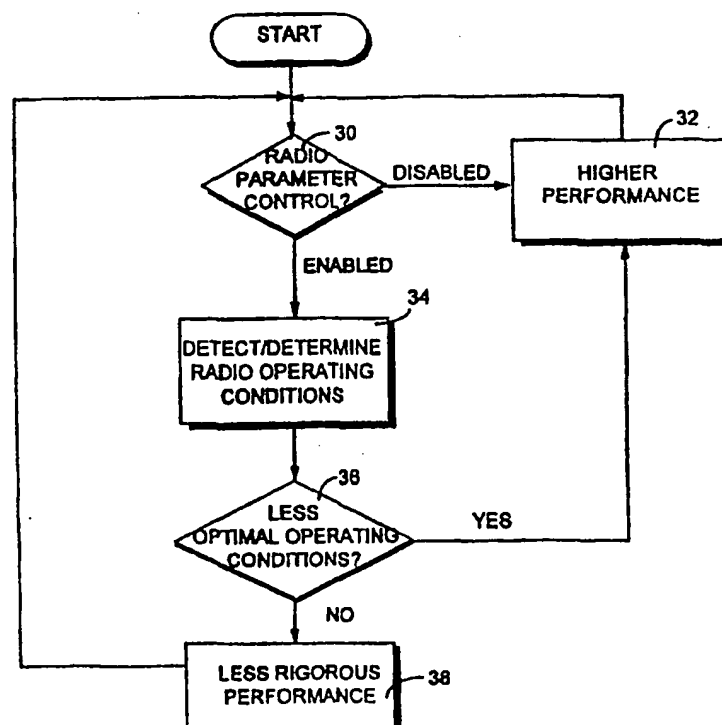 START
30
RADIO
PARAMETER
CONTROL?
DISABLED
32
HIGHER
PERFORMANCE
ENABLED
34
DETECT/DETERMINE
RADIO OPERATING
CONDITIONS
36
LESS
OPTIMAL OPERATING
CONDITIONS?
YES
NO
LESS RIGOROUS
PERFORMANCE
38